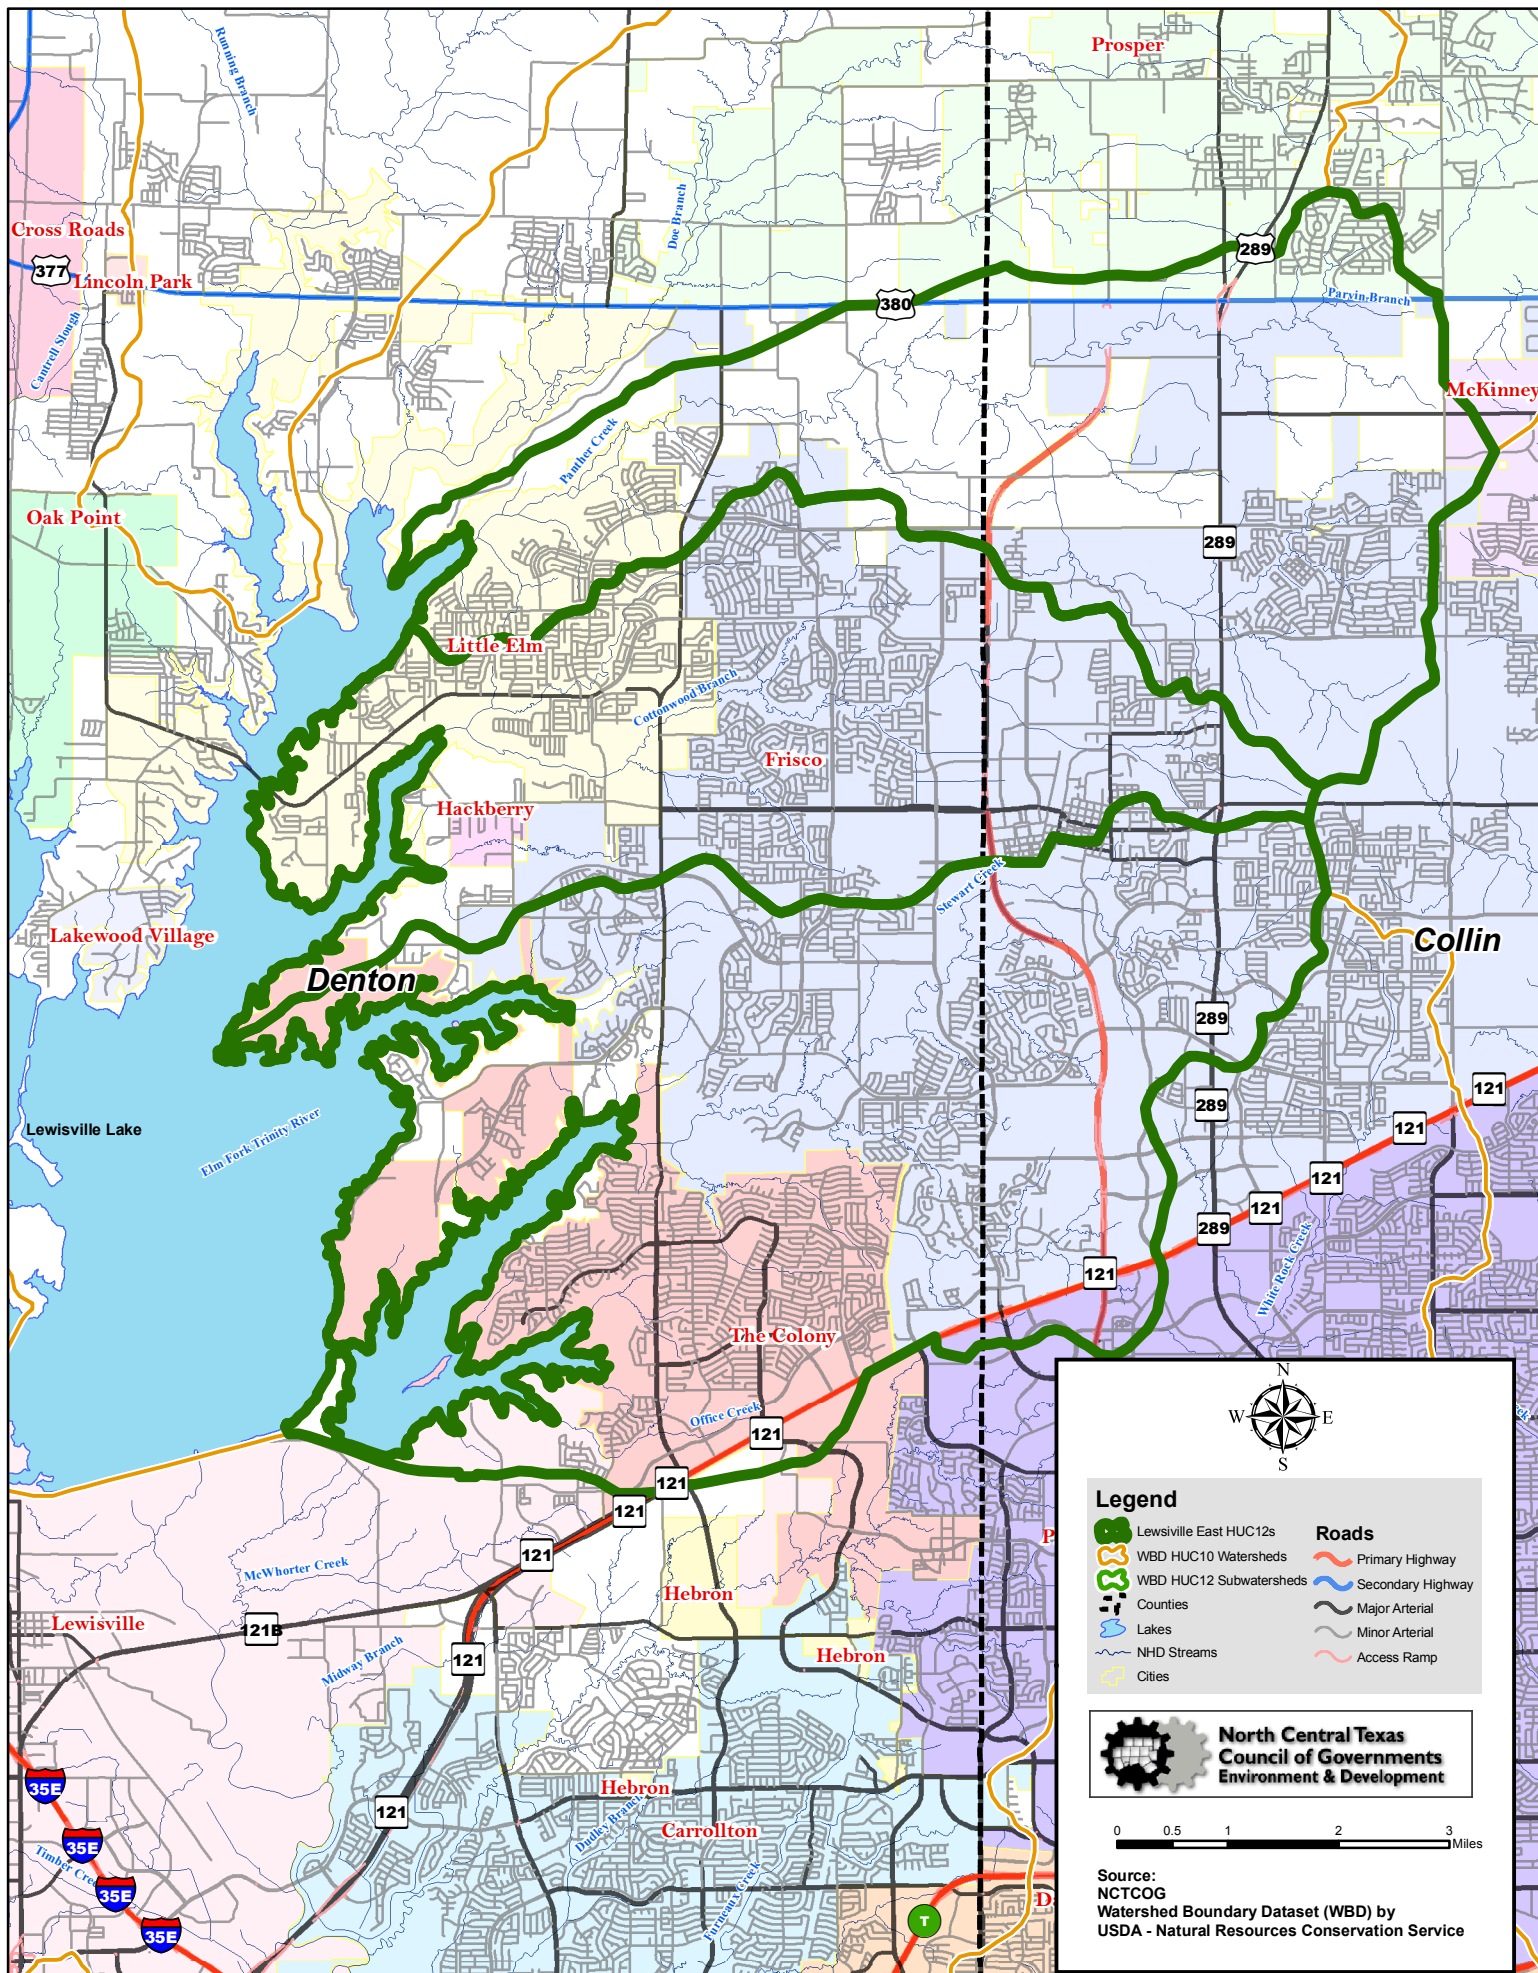 Prosper
Running Branch
Doe Branch
Cross Roads
377
Lincoln Park
289
380
Parvin Branch
Cantrell Slough
McKinney
Panther Creek
Oak Point
289
Little Elm
Cottonwood Branch
Frisco
Hackberry
Stewart Creek
Lakewood Village
Collin
Denton
289
121
289
121
Lewisville Lake
Elm Fork Trinity River
121
121
289
White Rock Creek
121
The Colony
Office Creek
121
121
121
121
McWhorter Creek
Hebron
Lewisville
121B
Midway Branch
121
Hebron
35E
Hebron
121
Dudley Branch
Carrollton
35E
Timber Creek
35E
Furneaux Creek
35E
T
N
W E
S
Legend
Lewsiville East HUC12s
WBD HUC10 Watersheds
WBD HUC12 Subwatersheds
Counties
Lakes
NHD Streams
Cities
Roads
Primary Highway
Secondary Highway
Major Arterial
Minor Arterial
Access Ramp
North Central Texas
Council of Governments
Environment & Development
0 0.5 1 2 3
Miles
Source:
NCTCOG
Watershed Boundary Dataset (WBD) by
USDA - Natural Resources Conservation Service